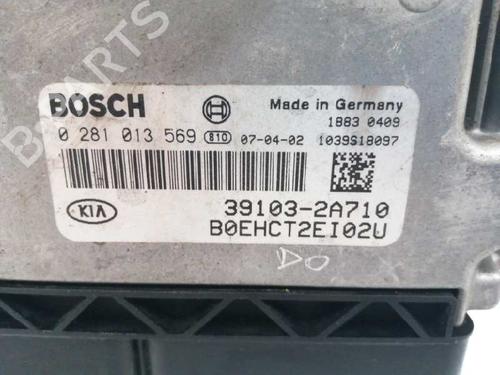 PARTS
BOSCH
Made in Germany
1883 0409
0 281 013 569 810 07-04-02 1039S18097
KIA
39103-2A710
B0EHCT2EI02U
DO